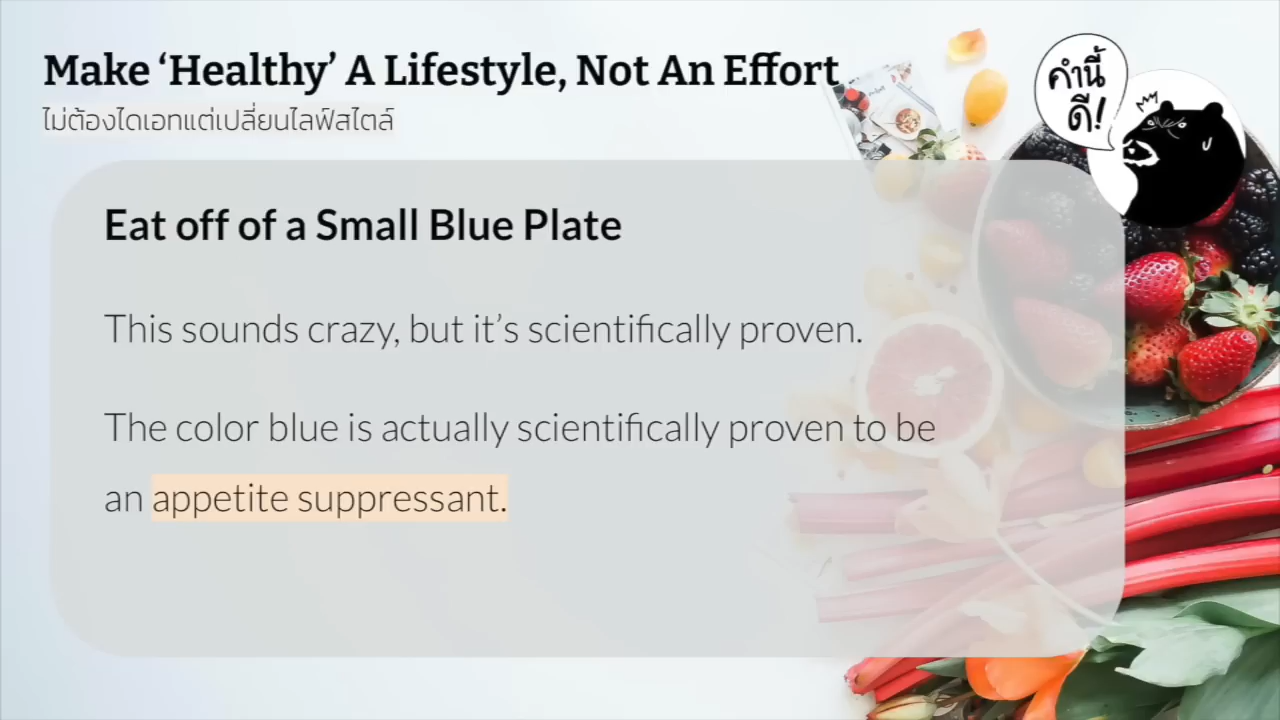 Make ‘Healthy’ A Lifestyle, Not An Effort
ไม่ต้องไดเอทแต่เปลี่ยนไลฟ์สไตล์
คำนี้
ดี!
Eat off of a Small Blue Plate
This sounds crazy, but it’s scientifically proven.
The color blue is actually scientifically proven to be
an appetite suppressant.